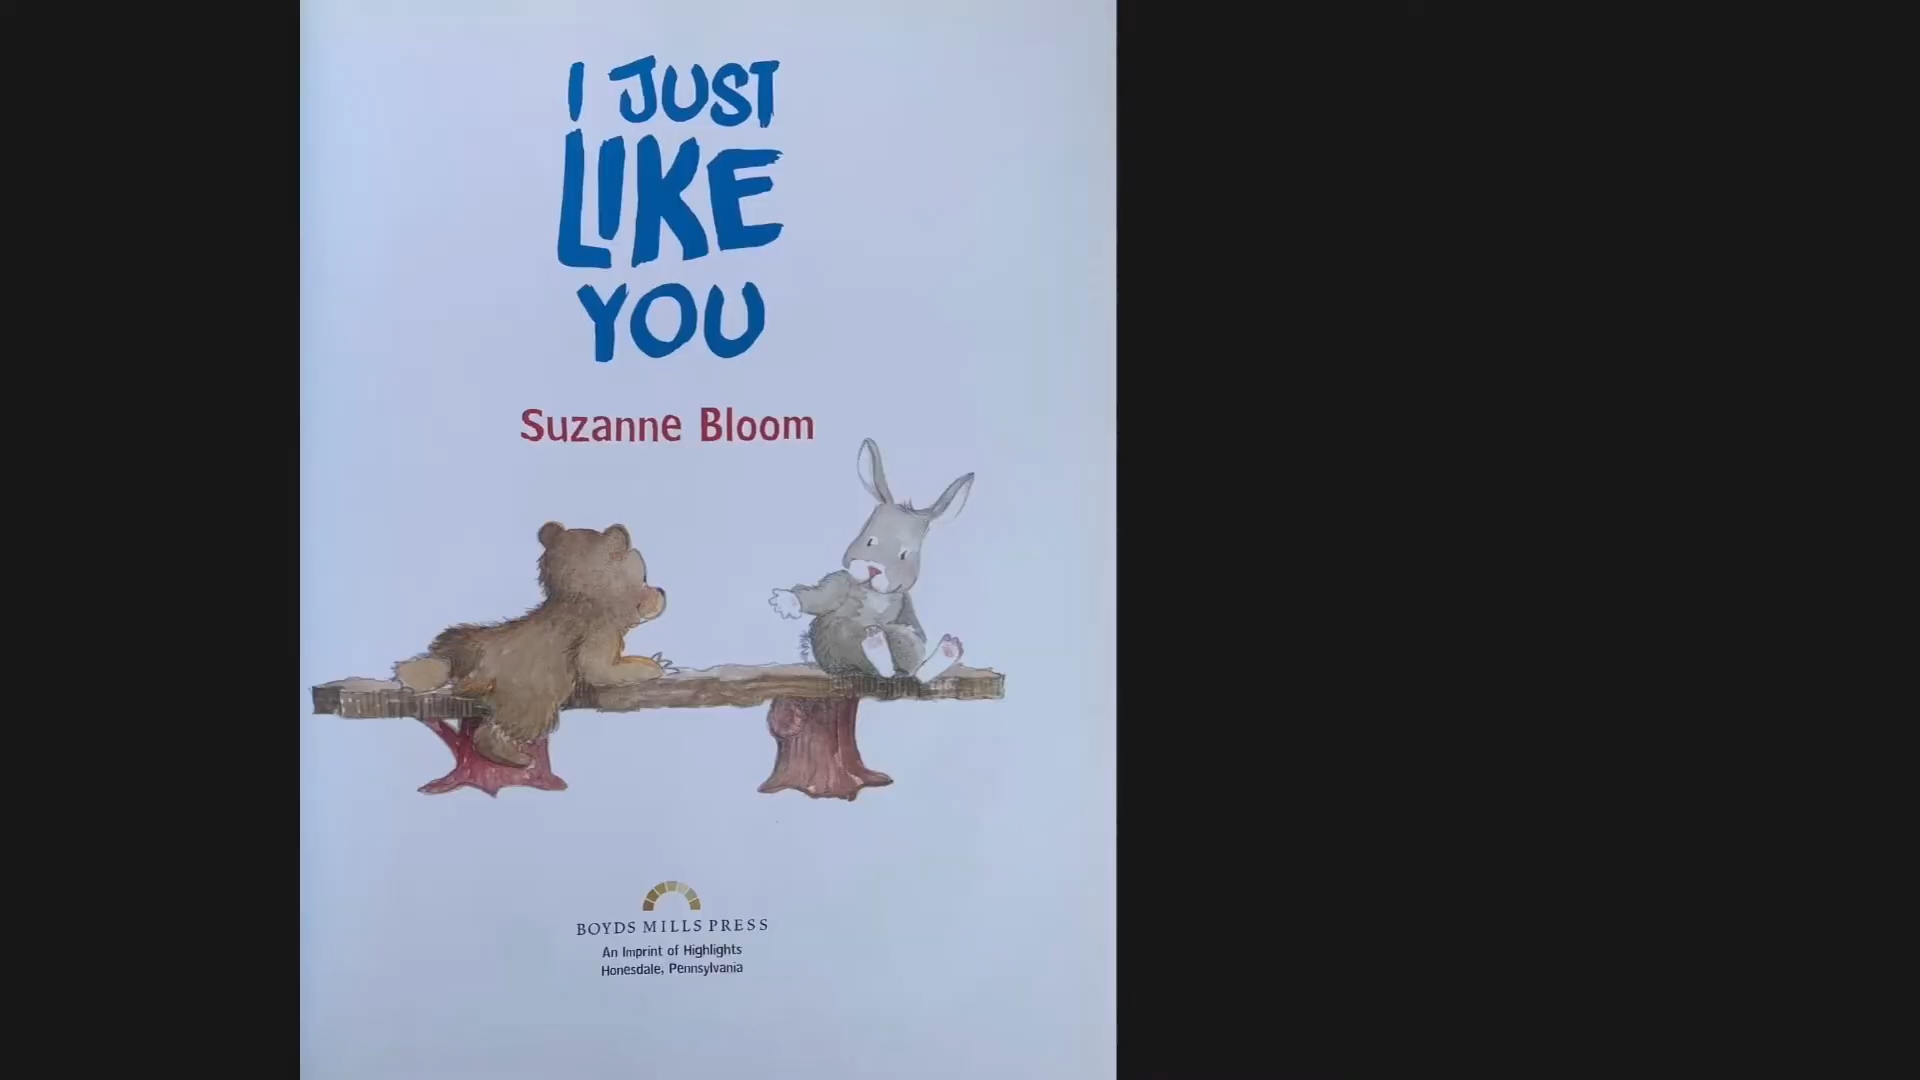 I JUST
LIKE
YOU
Suzanne Bloom
BOYDS MILLS PRESS
An Imprint of Highlights
Honesdale, Pennsylvania